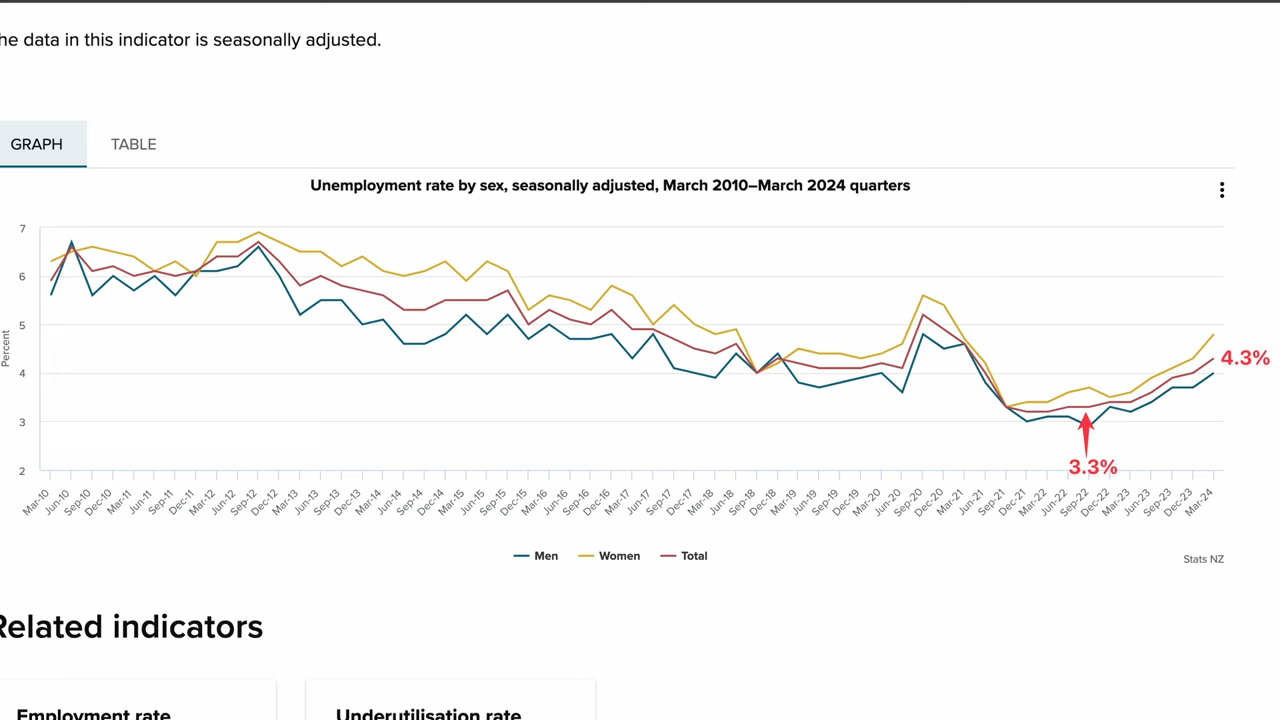 he data in this indicator is seasonally adjusted.
GRAPH TABLE
Unemployment rate by sex, seasonally adjusted, March 2010–March 2024 quarters
7
6
5
4
3
2
Percent
4.3%
3.3%
Mar-10 Jun-10 Sep-10 Dec-10 Mar-11 Jun-11 Sep-11 Dec-11 Mar-12 Jun-12 Sep-12 Dec-12 Mar-13 Jun-13 Sep-13 Dec-13 Mar-14 Jun-14 Sep-14 Dec-14 Mar-15 Jun-15 Sep-15 Dec-15 Mar-16 Jun-16 Sep-16 Dec-16 Mar-17 Jun-17 Sep-17 Dec-17 Mar-18 Jun-18 Sep-18 Dec-18 Mar-19 Jun-19 Sep-19 Dec-19 Mar-20 Jun-20 Sep-20 Dec-20 Mar-21 Jun-21 Sep-21 Dec-21 Mar-22 Jun-22 Sep-22 Dec-22 Mar-23 Jun-23 Sep-23 Dec-23 Mar-24
Men Women Total
Stats NZ
Related indicators
Employment rate Underutilisation rate